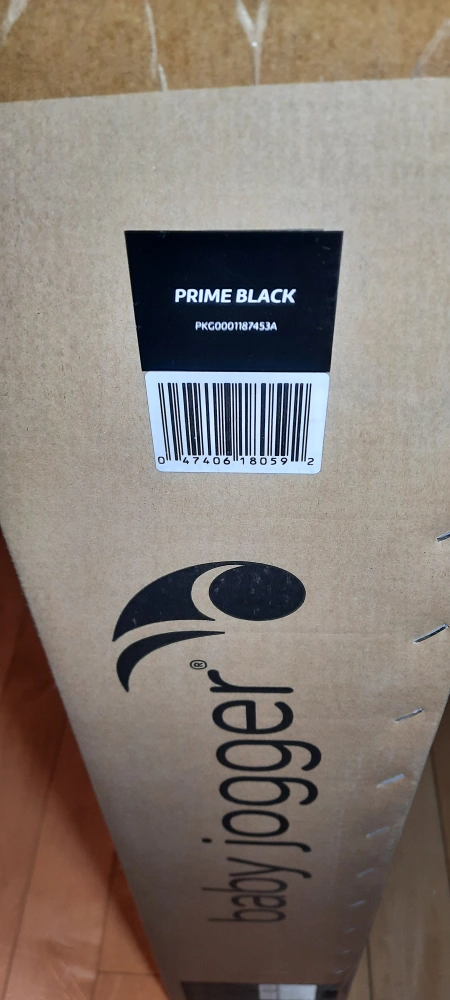 PRIME BLACK
PKG0001187453A
0 47406 18059 2
baby jogger®